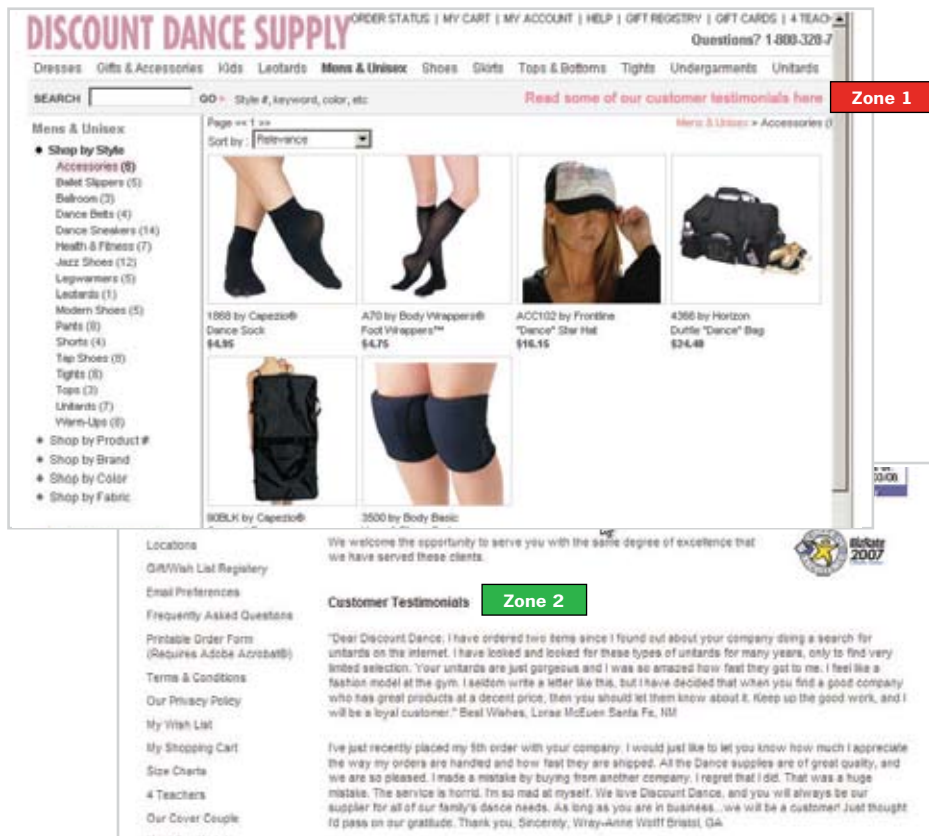 DISCOUNT DANCE SUPPLY
ORDER STATUS | MY CART | MY ACCOUNT | HELP | GIFT REGISTRY | GIFT CARDS | 4 TEAC
Questions? 1-800-328-7
Dresses Gifts & Accessories Kids Leotards Mens & Unisex Shoes Skirts Tops & Bottoms Tights Undergarments Unitards
SEARCH GO Style #, keyword, color, etc Read some of our customer testimonials here
Zone 1
Mens & Unisex
Shop by Style
Accessories (6)
Ballet Slippers (5)
Ballroom (3)
Dance Belts (4)
Dance Sneakers (14)
Health & Fitness (7)
Jazz Shoes (12)
Legwarmers (5)
Leotards (1)
Modern Shoes (5)
Pants (8)
Shorts (4)
Tap Shoes (8)
Tights (8)
Tops (3)
Unitards (7)
Warm-Ups (8)
Shop by Product #
Shop by Brand
Shop by Color
Shop by Fabric
Page << 1 >>
Mens & Unisex > Accessories (
Sort by : Relevance
1868 by Capezio®
Dance Sock
$4.95
A70 by Body Wrappers®
Foot Wrappers™
$4.75
ACC102 by Frontline
"Dance" Star Hat
$16.15
4366 by Horizon
Duffle "Dance" Bag
$24.40
90BLK by Capezio®
3500 by Body Basic
03/08
Locations
Gift/Wish List Registery
Email Preferences
Frequently Asked Questions
Printable Order Form
(Requires Adobe Acrobat®)
Terms & Conditions
Our Privacy Policy
My Wish List
My Shopping Cart
Size Charts
4 Teachers
Our Cover Couple
We welcome the opportunity to serve you with the same degree of excellence that
we have served these clients.
BizRate
2007
Customer Testimonials
Zone 2
"Dear Discount Dance; I have ordered two items since I found out about your company doing a search for
unitards on the internet. I have looked and looked for these types of unitards for many years, only to find very
limited selection. Your unitards are just gorgeous and I was so amazed how fast they got to me. I feel like a
fashion model at the gym. I seldom write a letter like this, but I have decided that when you find a good company
who has great products at a decent price, then you should let them know about it. Keep up the good work, and I
will be a loyal customer." Best Wishes, Lorae McEuen Santa Fe, NM
I've just recently placed my 5th order with your company. I would just like to let you know how much I appreciate
the way my orders are handled and how fast they are shipped. All the Dance supplies are of great quality, and
we are so pleased. I made a mistake by buying from another company. I regret that I did. That was a huge
mistake. The service is horrid. I'm so mad at myself. We love Discount Dance, and you will always be our
supplier for all of our family's dance needs. As long as you are in business...we will be a customer! Just thought
I'd pass on our gratitude. Thank you, Sincerely, Wray-Anne Wolff Bristol, GA